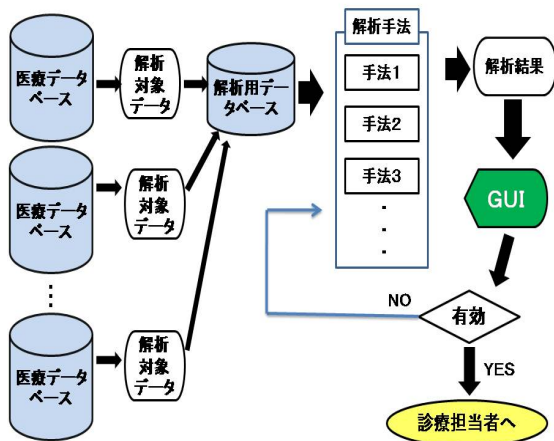 医療データ
ベース
解析
対象
データ
解析用デー
タベース
解析手法
手法1
手法2
手法3
・
・
・
解析結果
GUI
有効
NO
YES
診療担当者へ
医療データ
ベース
解析
対象
データ
⋮
医療データ
ベース
解析
対象
データ